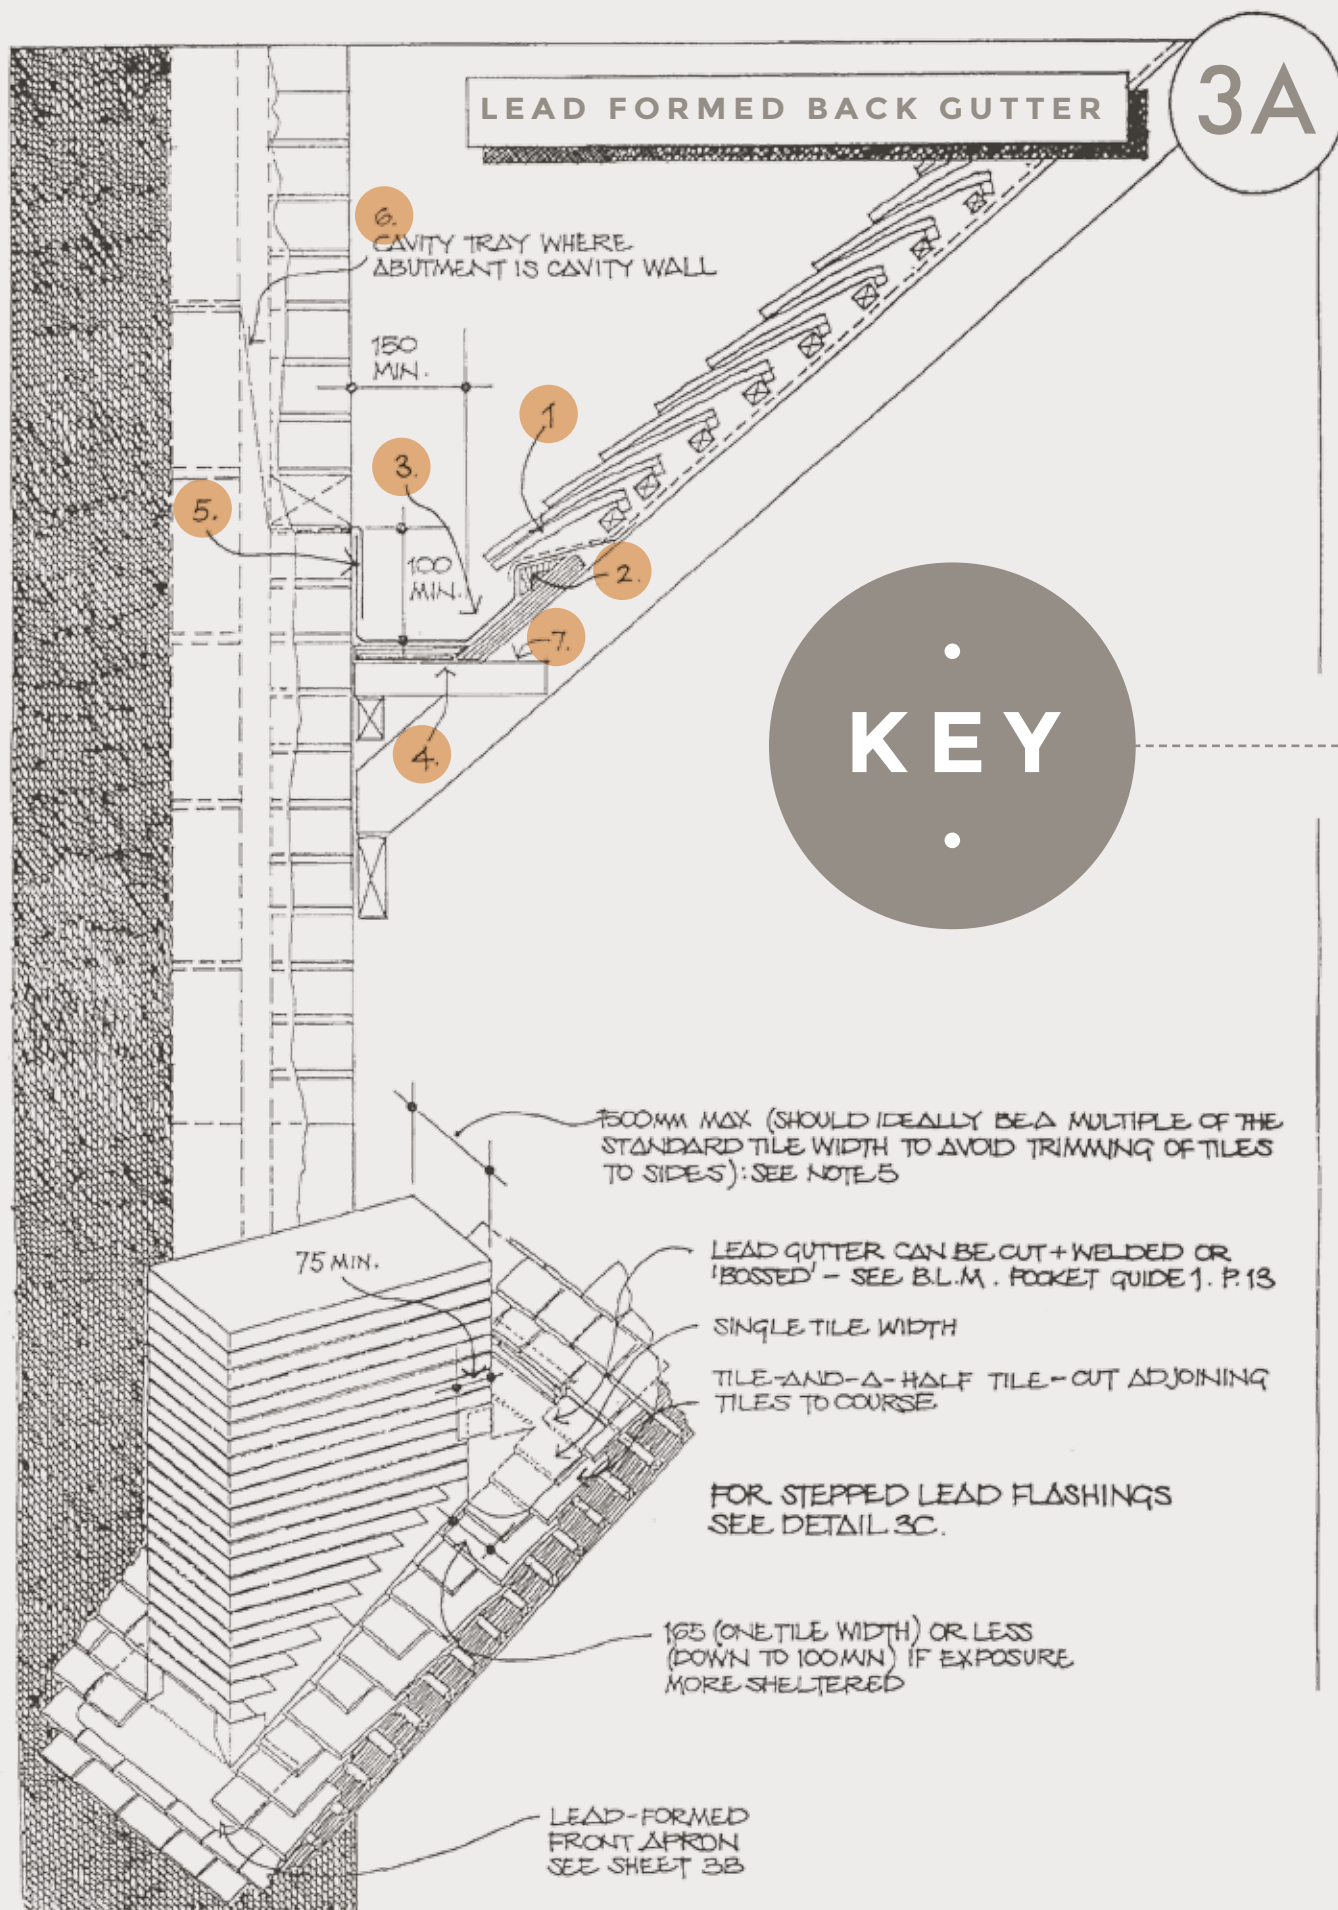 LEAD FORMED BACK GUTTER
3A
6.
CAVITY TRAY WHERE
ABUTMENT IS CAVITY WALL
150
MIN.
1
3.
5.
100
MIN.
2.
7.
4.
KEY
1500MM MAX (SHOULD IDEALLY BE A MULTIPLE OF THE
STANDARD TILE WIDTH TO AVOID TRIMMING OF TILES
TO SIDES): SEE NOTE 5
75 MIN.
LEAD GUTTER CAN BE CUT + WELDED OR
'BOSSED' - SEE B.L.M. POCKET GUIDE 1. P.13
SINGLE TILE WIDTH
TILE-AND-A-HALF TILE - CUT ADJOINING
TILES TO COURSE
FOR STEPPED LEAD FLASHINGS
SEE DETAIL 3C.
165 (ONE TILE WIDTH) OR LESS
(DOWN TO 100 MIN) IF EXPOSURE
MORE SHELTERED
LEAD-FORMED
FRONT APRON
SEE SHEET 3B